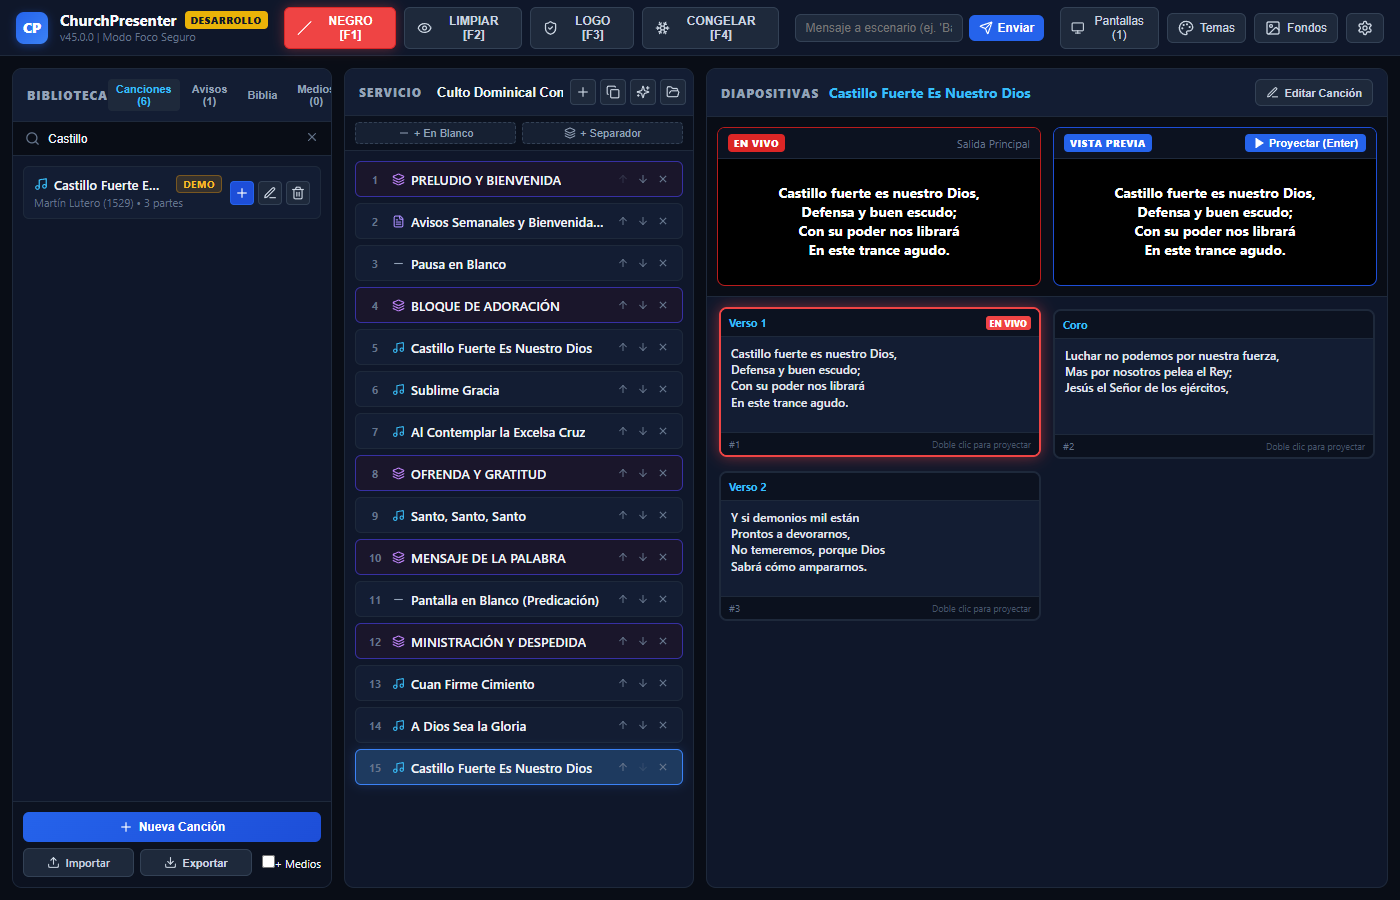 CP
ChurchPresenter DESARROLLO
v45.0.0 | Modo Foco Seguro
NEGRO
[F1]
LIMPIAR
[F2]
LOGO
[F3]
CONGELAR
[F4]
Mensaje a escenario (ej. 'Ba
Enviar
Pantallas
(1)
Temas
Fondos
BIBLIOTECA
Canciones
(6)
Avisos
(1)
Biblia
Medios
(0)
Castillo
Castillo Fuerte E... DEMO
Martín Lutero (1529) • 3 partes
Nueva Canción
Importar
Exportar
+ Medios
SERVICIO Culto Dominical Con
+ En Blanco
+ Separador
1 PRELUDIO Y BIENVENIDA
2 Avisos Semanales y Bienvenida...
3 Pausa en Blanco
4 BLOQUE DE ADORACIÓN
5 Castillo Fuerte Es Nuestro Dios
6 Sublime Gracia
7 Al Contemplar la Excelsa Cruz
8 OFRENDA Y GRATITUD
9 Santo, Santo, Santo
10 MENSAJE DE LA PALABRA
11 Pantalla en Blanco (Predicación)
12 MINISTRACIÓN Y DESPEDIDA
13 Cuan Firme Cimiento
14 A Dios Sea la Gloria
15 Castillo Fuerte Es Nuestro Dios
DIAPOSITIVAS Castillo Fuerte Es Nuestro Dios
Editar Canción
EN VIVO Salida Principal
Castillo fuerte es nuestro Dios,
Defensa y buen escudo;
Con su poder nos librará
En este trance agudo.
VISTA PREVIA Proyectar (Enter)
Castillo fuerte es nuestro Dios,
Defensa y buen escudo;
Con su poder nos librará
En este trance agudo.
Verso 1 EN VIVO
Castillo fuerte es nuestro Dios,
Defensa y buen escudo;
Con su poder nos librará
En este trance agudo.
#1 Doble clic para proyectar
Coro
Luchar no podemos por nuestra fuerza,
Mas por nosotros pelea el Rey;
Jesús el Señor de los ejércitos,
#2 Doble clic para proyectar
Verso 2
Y si demonios mil están
Prontos a devorarnos,
No temeremos, porque Dios
Sabrá cómo ampararnos.
#3 Doble clic para proyectar